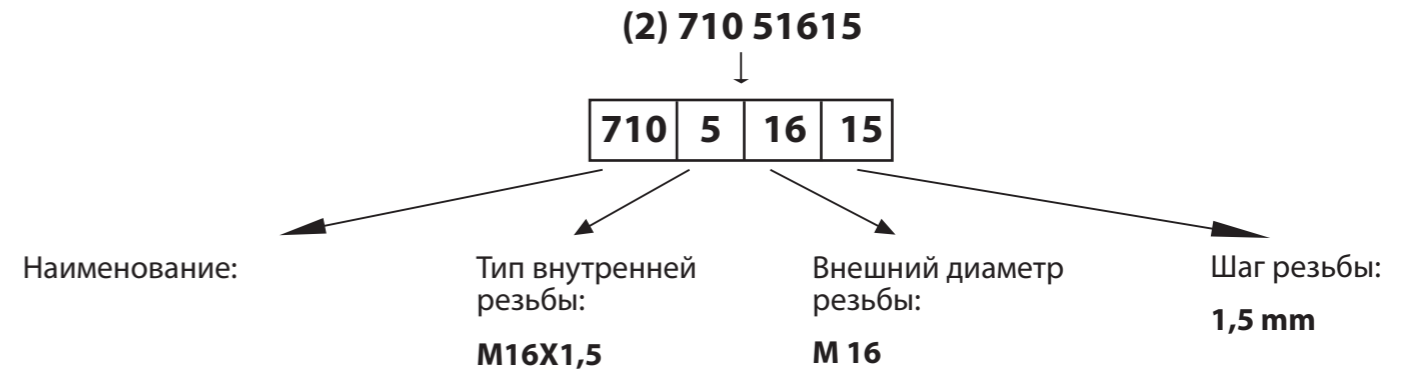 (2) 710 51615
710 5 16 15
Наименование:
Тип внутренней
резьбы:
M16X1,5
Внешний диаметр
резьбы:
M 16
Шаг резьбы:
1,5 mm